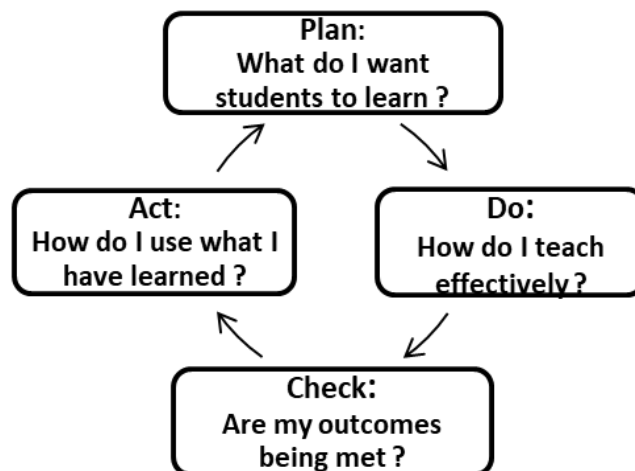 Plan:
What do I want
students to learn ?
Act:
How do I use what I
have learned ?
Do:
How do I teach
effectively ?
Check:
Are my outcomes
being met ?